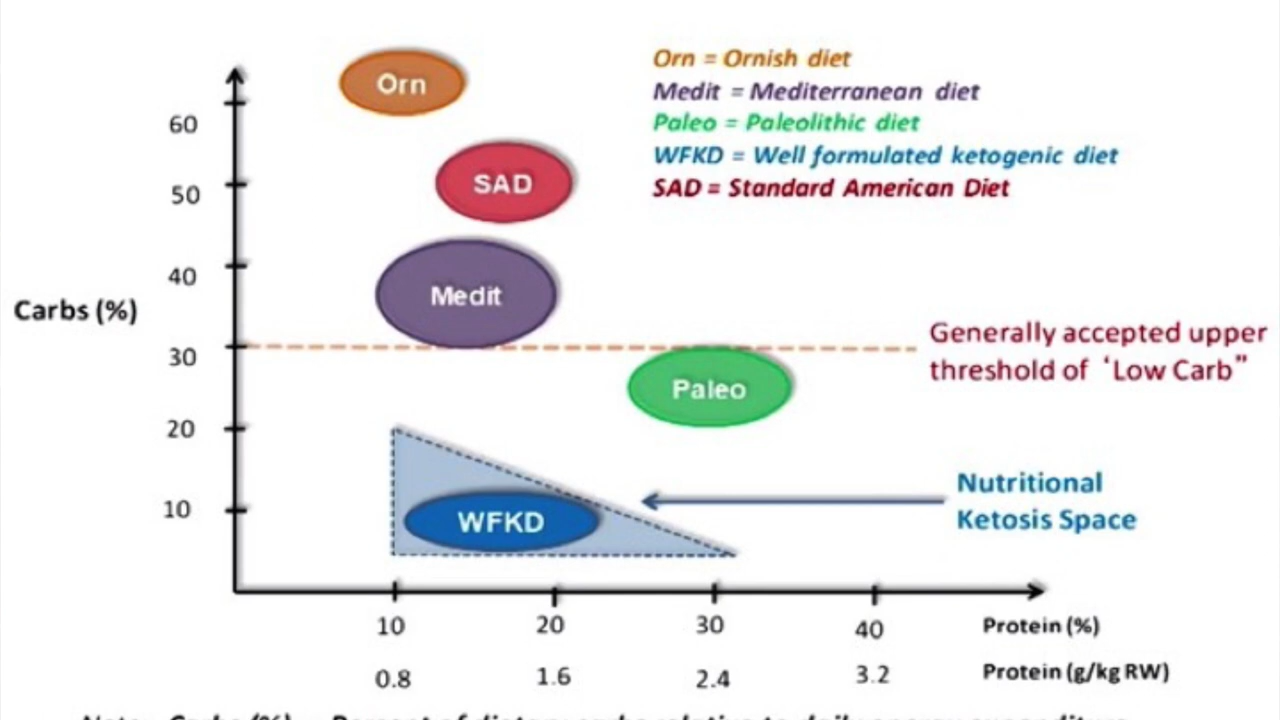 Orn
Orn = Ornish diet
Medit = Mediterranean diet
Paleo = Paleolithic diet
WFKD = Well formulated ketogenic diet
SAD = Standard American Diet
60
SAD
50
40
Medit
Carbs (%)
30
Generally accepted upper
threshold of ‘Low Carb”
Paleo
20
10
WFKD
Nutritional
Ketosis Space
10 20 30 40 Protein (%)
0.8 1.6 2.4 3.2 Protein (g/kg RW)